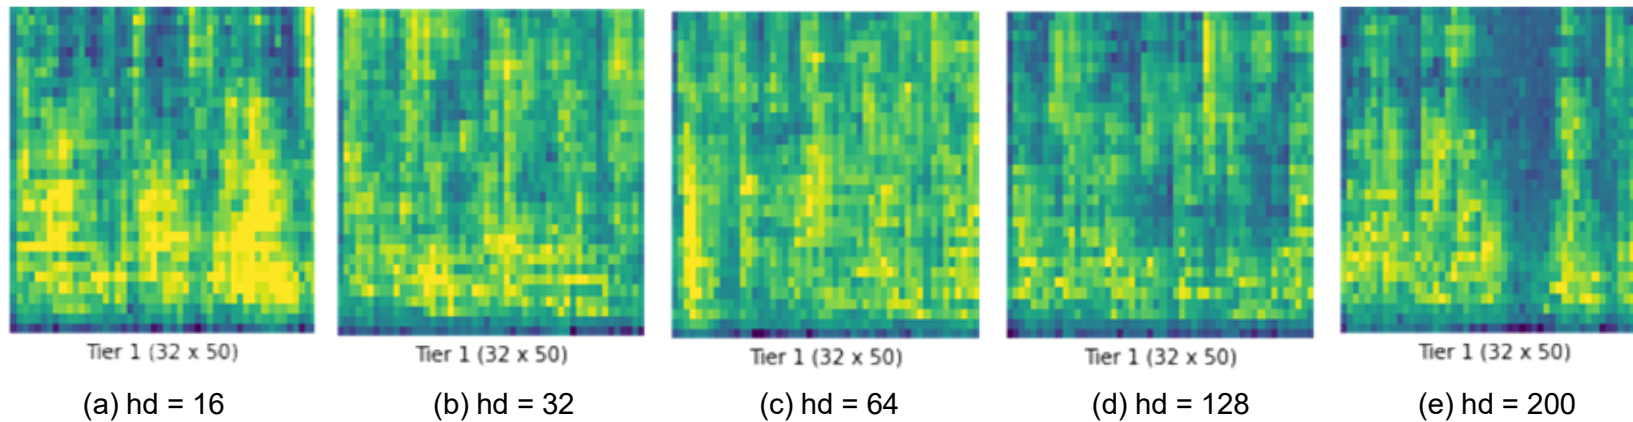 Tier 1 (32 x 50) Tier 1 (32 x 50) Tier 1 (32 x 50) Tier 1 (32 x 50) Tier 1 (32 x 50)
(a) hd = 16 (b) hd = 32 (c) hd = 64 (d) hd = 128 (e) hd = 200